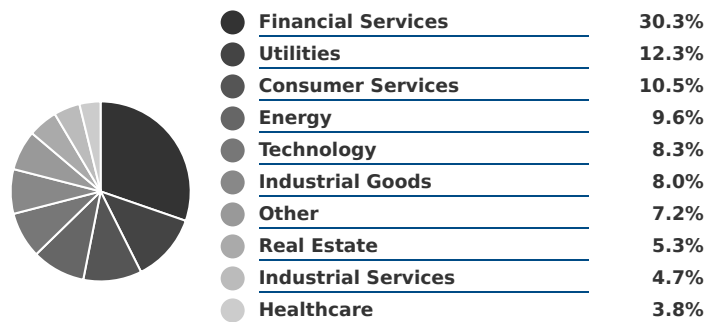 Financial Services 30.3%
Utilities 12.3%
Consumer Services 10.5%
Energy 9.6%
Technology 8.3%
Industrial Goods 8.0%
Other 7.2%
Real Estate 5.3%
Industrial Services 4.7%
Healthcare 3.8%